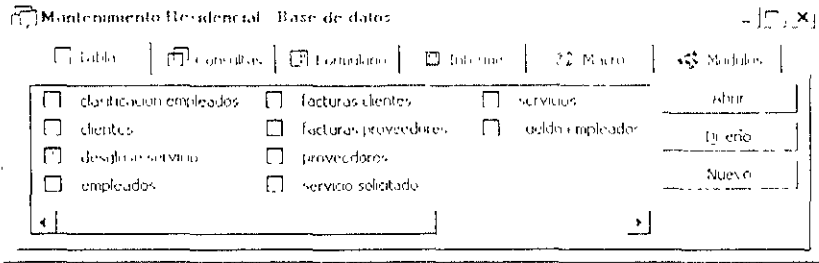 Mantenimiento Residencial Base de datos
Tabla Consultas Formulario Informe Macro Modulos
clasificacion empleados facturas clientes servicios Abrir
clientes facturas proveedores sueldo empleados Diseño
desglose servicio proveedores
empleados servicio solicitado Nuevo